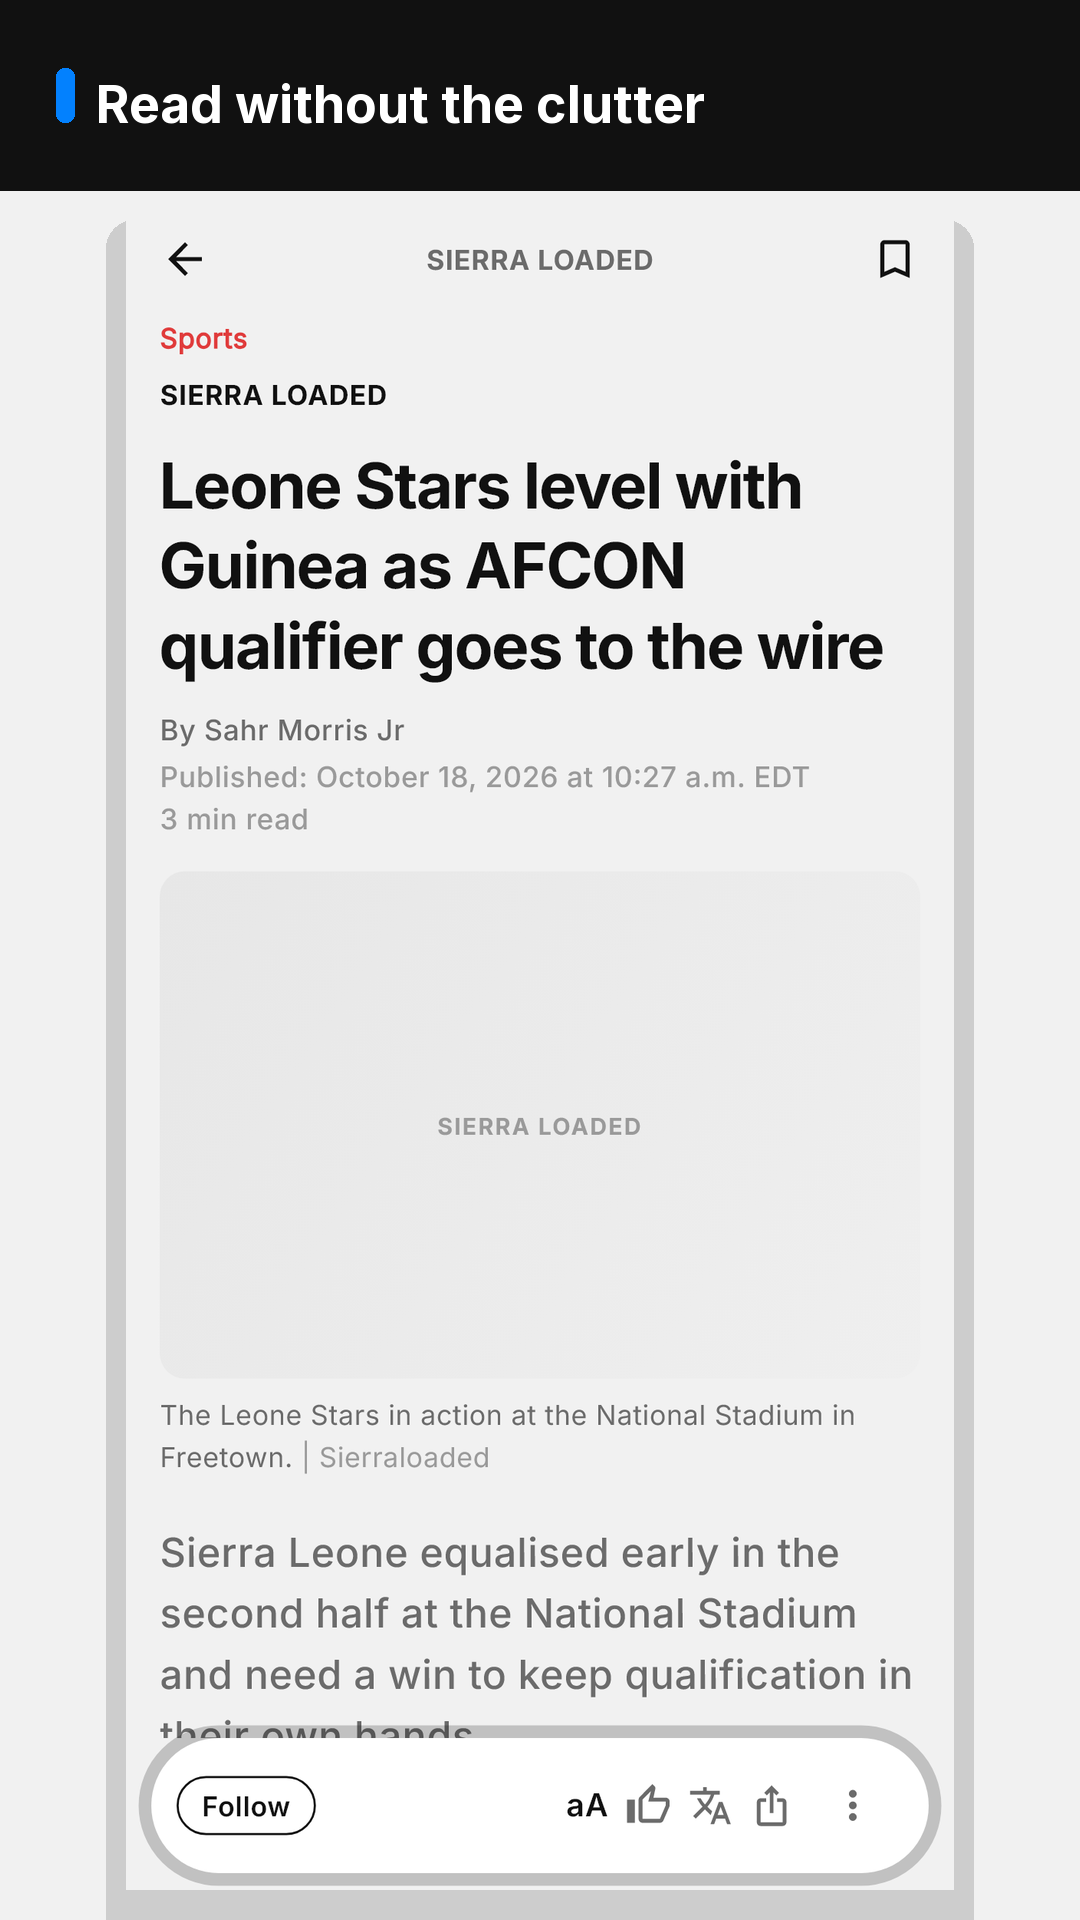 Read without the clutter
SIERRA LOADED
Sports
SIERRA LOADED
Leone Stars level with
Guinea as AFCON
qualifier goes to the wire
By Sahr Morris Jr
Published: October 18, 2026 at 10:27 a.m. EDT
3 min read
SIERRA LOADED
The Leone Stars in action at the National Stadium in
Freetown. | Sierraloaded
Sierra Leone equalised early in the
second half at the National Stadium
and need a win to keep qualification in
their own hands
Follow
aA